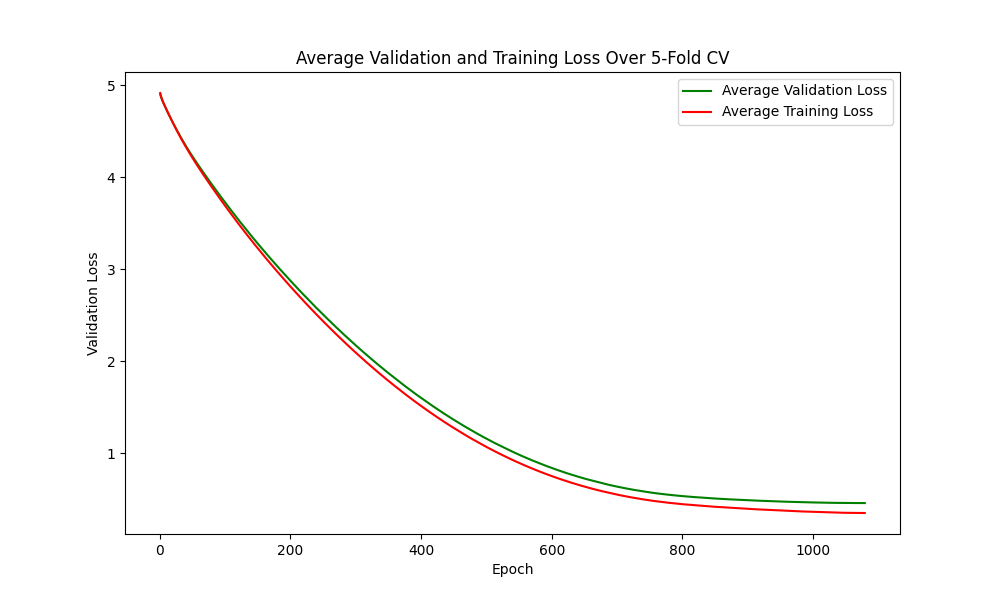 Average Validation and Training Loss Over 5-Fold CV
Average Validation Loss
Average Training Loss
5
4
3
2
1
Validation Loss
0 200 400 600 800 1000
Epoch